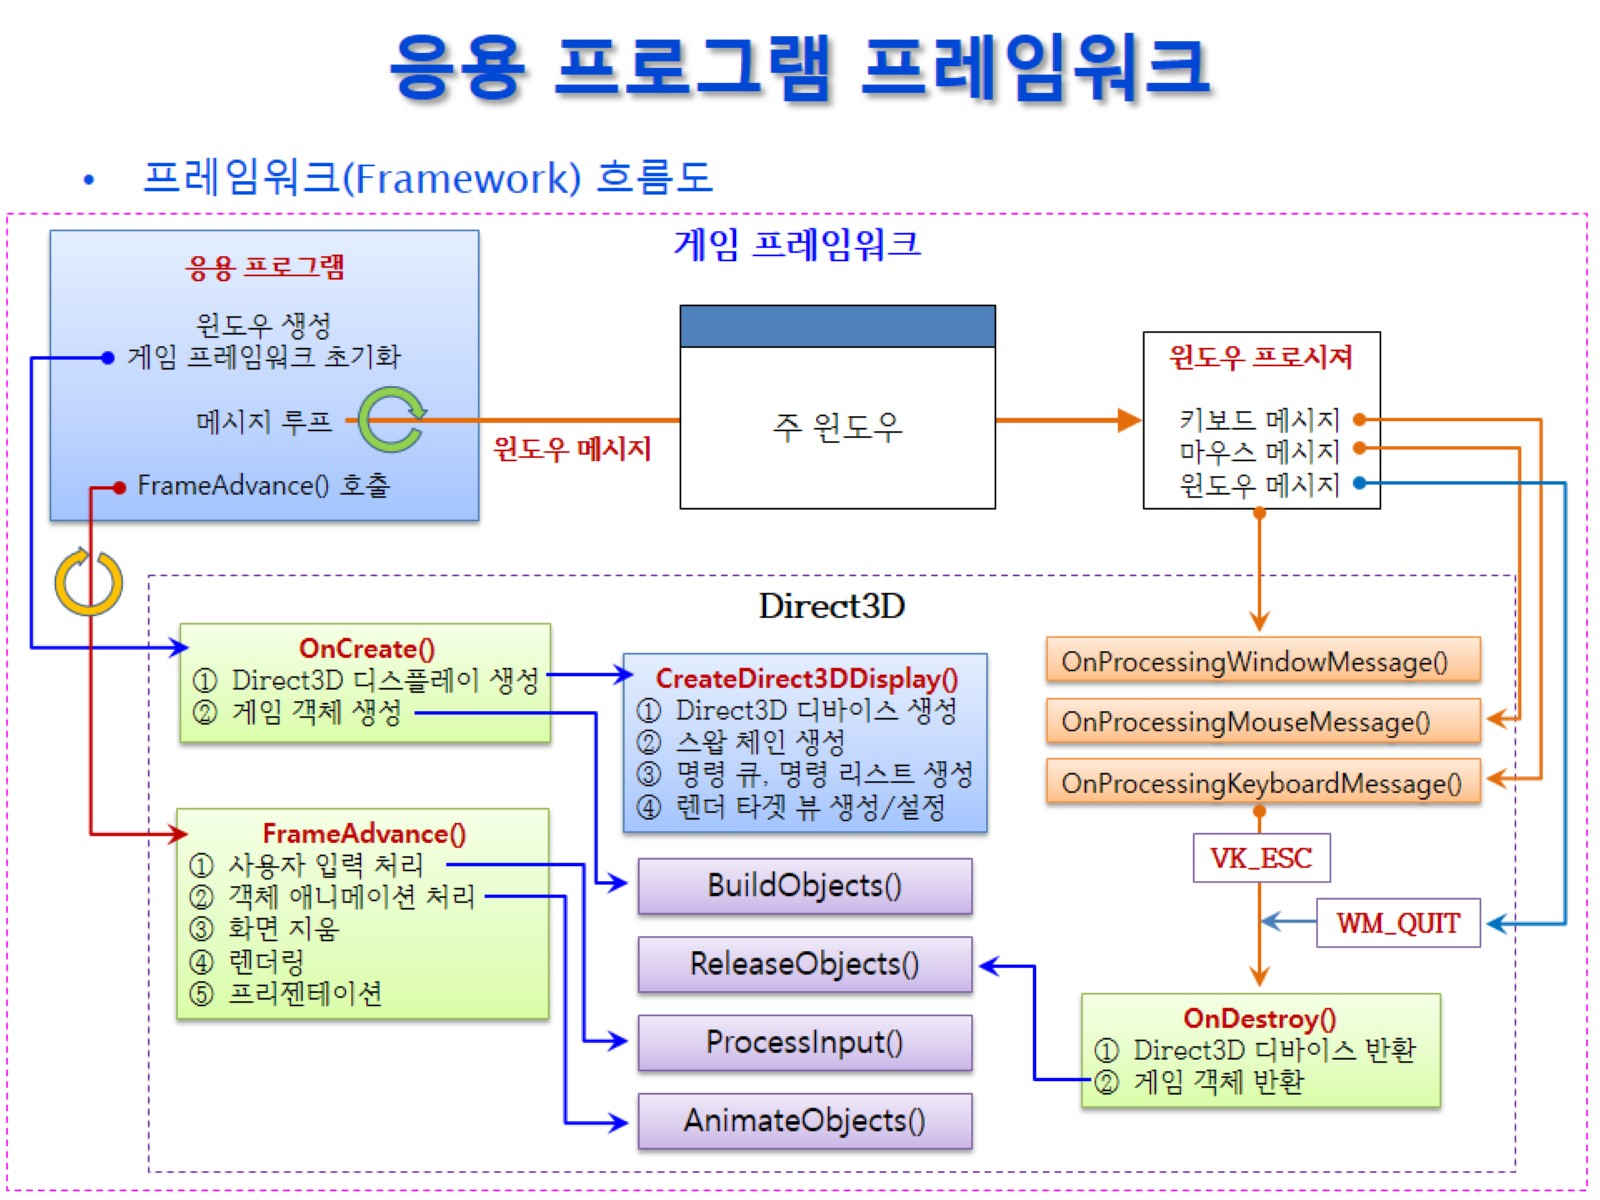 응용 프로그램 프레임워크
• 프레임워크(Framework) 흐름도
게임 프레임워크
응용 프로그램
윈도우 생성
게임 프레임워크 초기화
메시지 루프
FrameAdvance() 호출
윈도우 메시지
주 윈도우
윈도우 프로시져
키보드 메시지
마우스 메시지
윈도우 메시지
Direct3D
OnCreate()
① Direct3D 디스플레이 생성
② 게임 객체 생성
CreateDirect3DDisplay()
① Direct3D 디바이스 생성
② 스왑 체인 생성
③ 명령 큐, 명령 리스트 생성
④ 렌더 타겟 뷰 생성/설정
OnProcessingWindowMessage()
OnProcessingMouseMessage()
OnProcessingKeyboardMessage()
FrameAdvance()
① 사용자 입력 처리
② 객체 애니메이션 처리
③ 화면 지움
④ 렌더링
⑤ 프리젠테이션
BuildObjects()
ReleaseObjects()
ProcessInput()
AnimateObjects()
VK_ESC
WM_QUIT
OnDestroy()
① Direct3D 디바이스 반환
② 게임 객체 반환